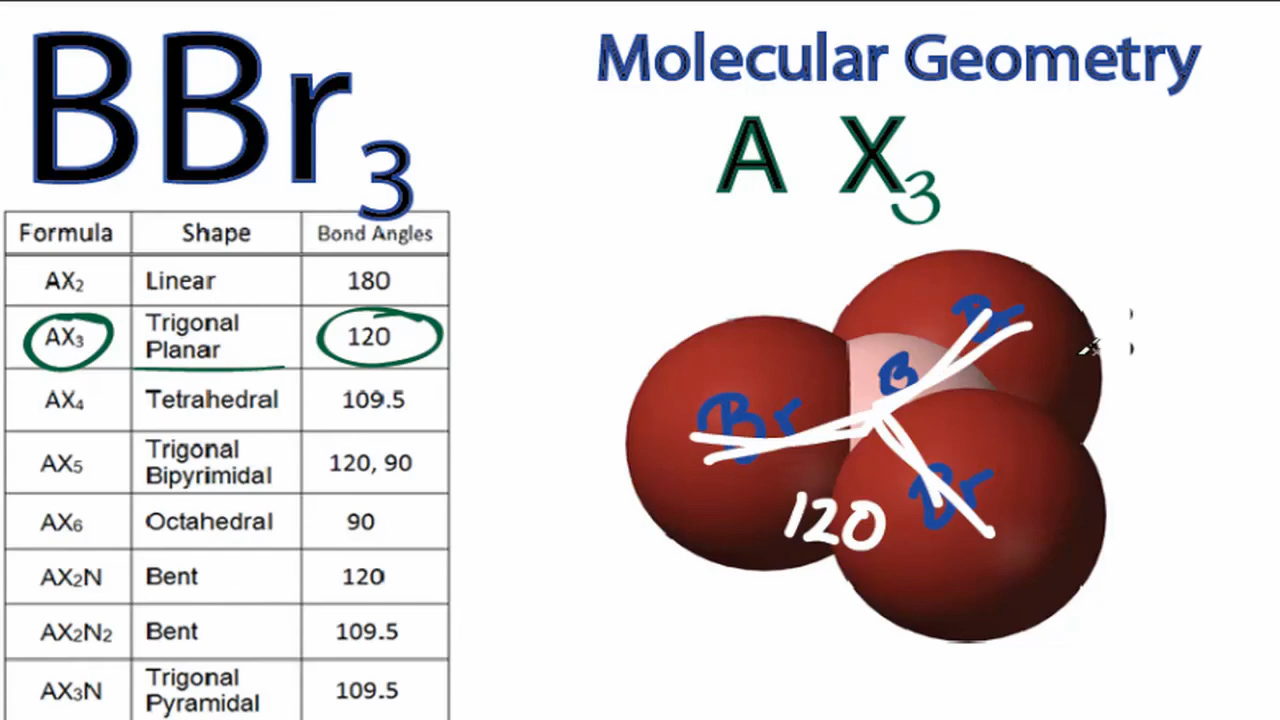 BBr₃
Molecular Geometry
A X₃
Formula Shape Bond Angles
AX₂ Linear 180
AX₃ Trigonal Planar 120
AX₄ Tetrahedral 109.5
AX₅ Trigonal Bipyrimidal 120, 90
AX₆ Octahedral 90
AX₂N Bent 120
AX₂N₂ Bent 109.5
AX₃N Trigonal Pyramidal 109.5
Br
B
Br
Br
120